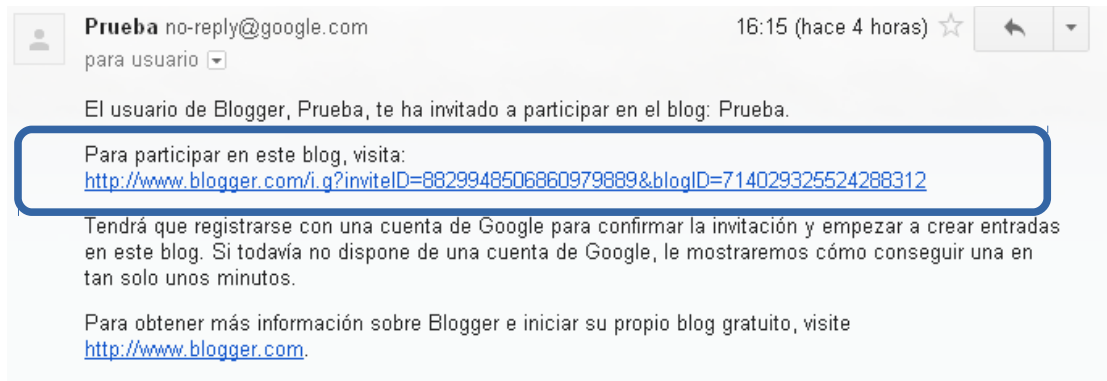 Prueba no-reply@google.com 16:15 (hace 4 horas)
para usuario
El usuario de Blogger, Prueba, te ha invitado a participar en el blog: Prueba.
Para participar en este blog, visita:
http://www.blogger.com/i.g?inviteID=8829948506860979889&blogID=714029325524288312
Tendrá que registrarse con una cuenta de Google para confirmar la invitación y empezar a crear entradas
en este blog. Si todavía no dispone de una cuenta de Google, le mostraremos cómo conseguir una en
tan solo unos minutos.
Para obtener más información sobre Blogger e iniciar su propio blog gratuito, visite
http://www.blogger.com.